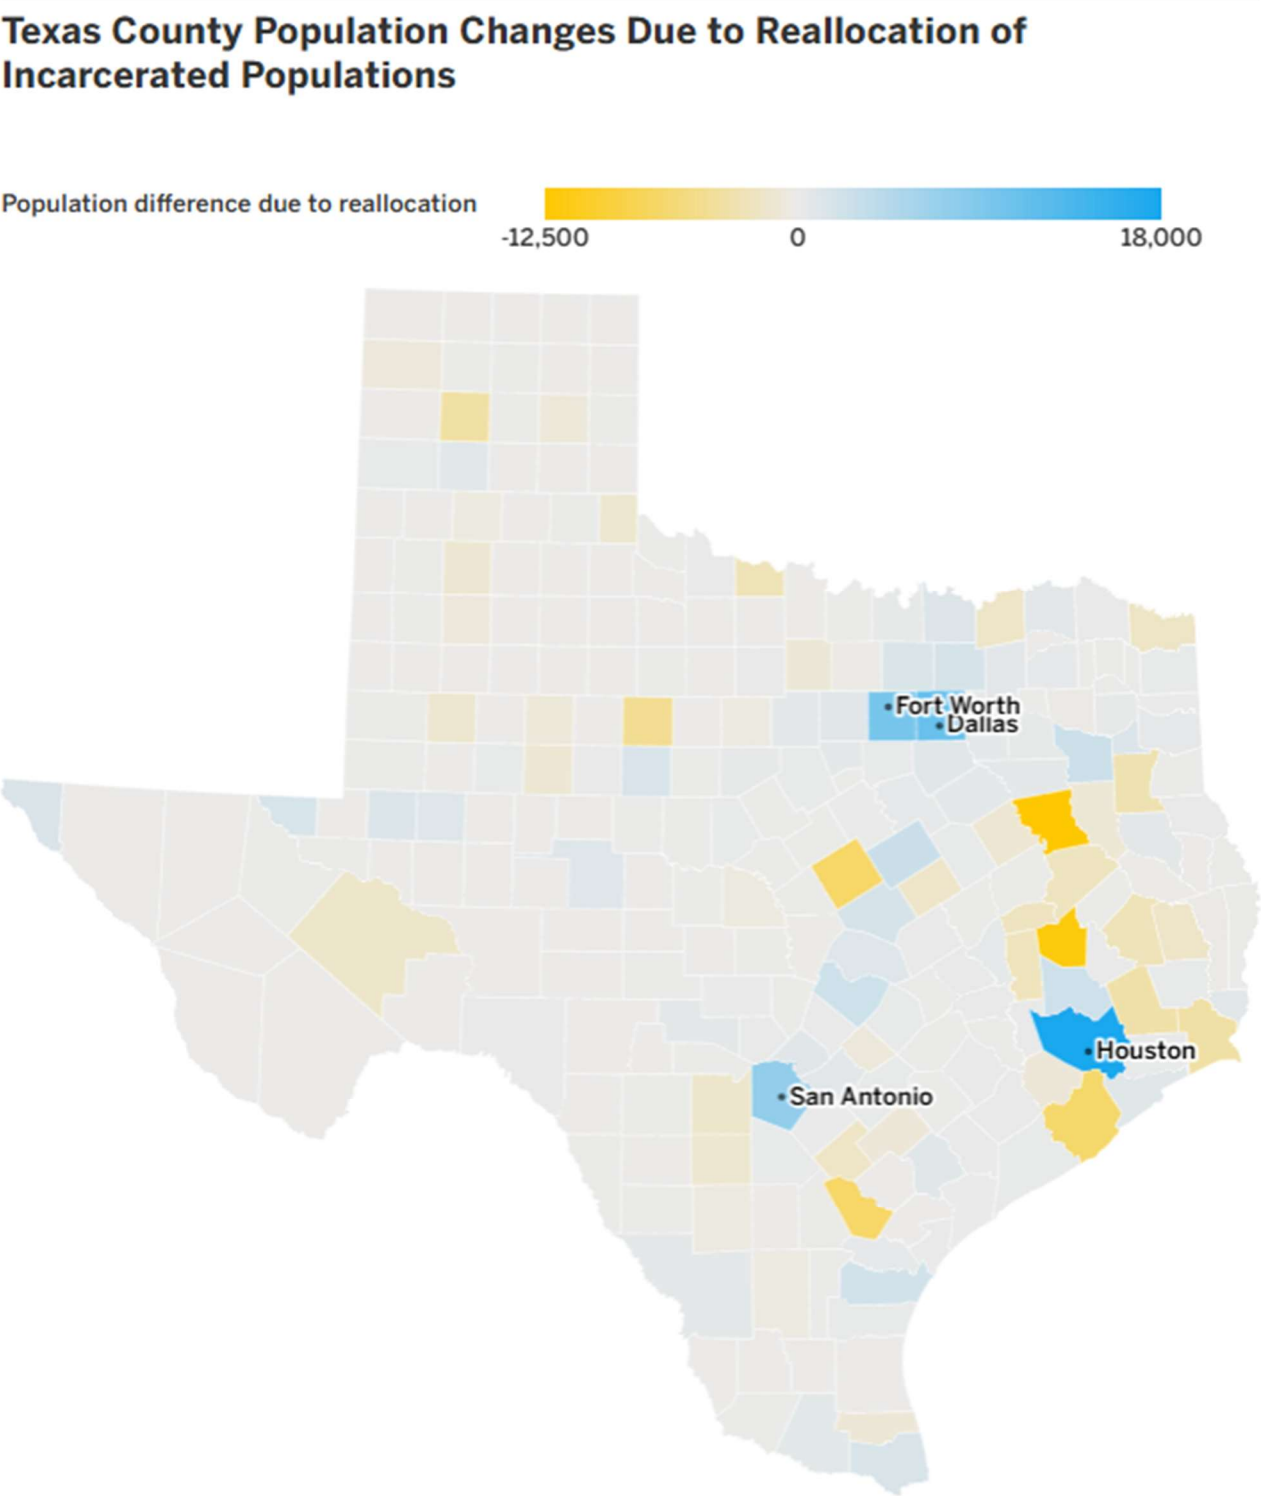 Texas County Population Changes Due to Reallocation of
Incarcerated Populations
Population difference due to reallocation
-12,500
0
18,000
Fort Worth
Dallas
Houston
San Antonio